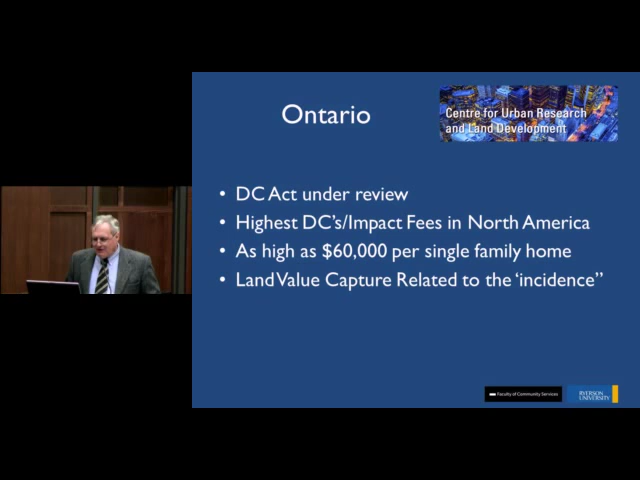 Ontario
Centre for Urban Research
and Land Development
• DC Act under review
• Highest DC's/Impact Fees in North America
• As high as $60,000 per single family home
• Land Value Capture Related to the ‘incidence”
Faculty of Community Services
RYERSON
UNIVERSITY